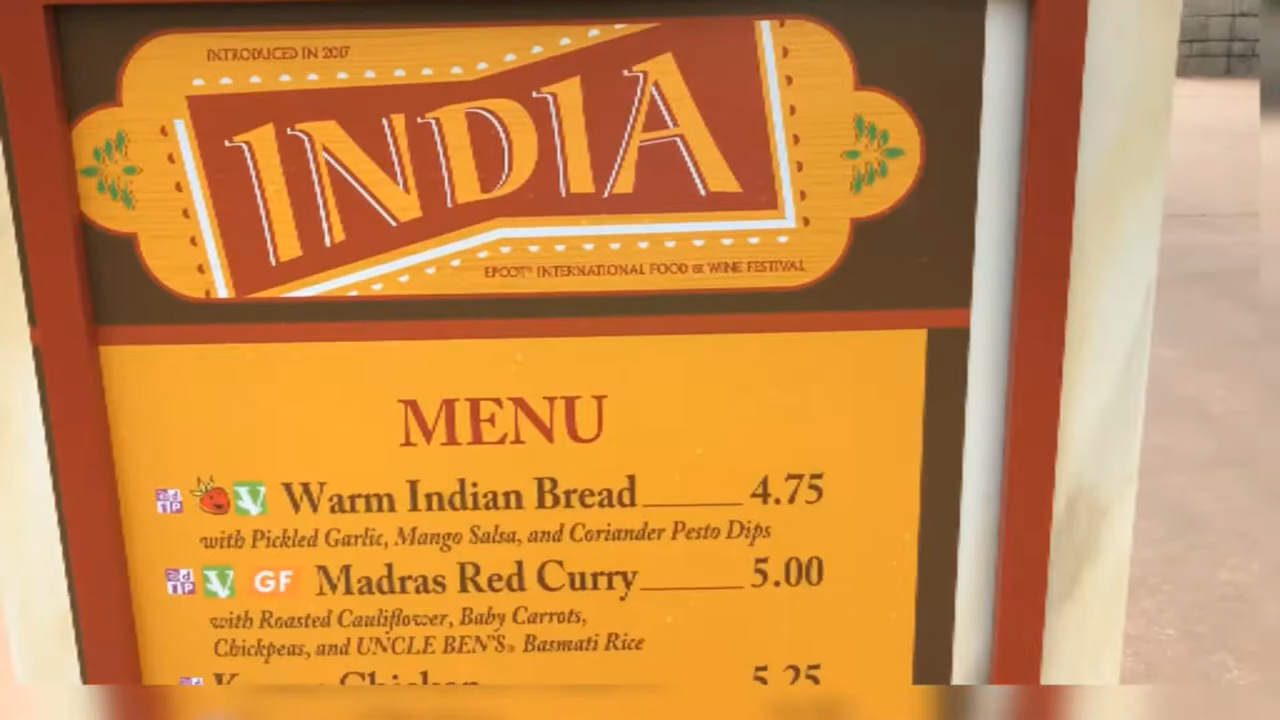 INTRODUCED IN 2017
INDIA
EPCOT® INTERNATIONAL FOOD & WINE FESTIVAL
MENU
V Warm Indian Bread 4.75
with Pickled Garlic, Mango Salsa, and Coriander Pesto Dips
V GF Madras Red Curry 5.00
with Roasted Cauliflower, Baby Carrots,
Chickpeas, and UNCLE BEN'S® Basmati Rice
Chicken 5.25